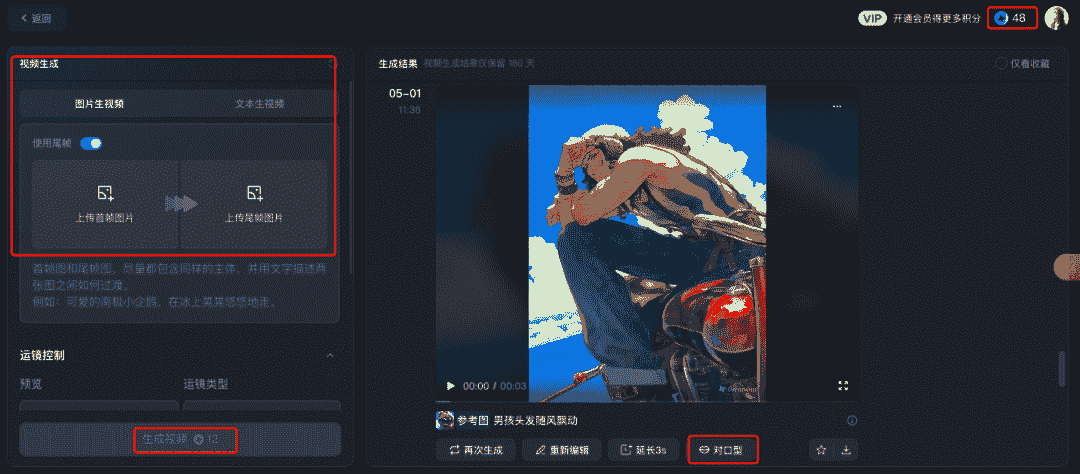 返回
VIP 开通会员得更多积分 48
视频生成
图片生视频 文本生视频
使用尾帧
上传首帧图片 上传尾帧图片
首帧图和尾帧图，尽量都包含同样的主体，并用文字描述两
张图之间如何过渡。
例如：可爱的南极小企鹅，在冰上晃晃悠悠地走。
运镜控制
预览 运镜类型
生成视频 12
生成结果 视频生成结果仅保留 180 天
仅看收藏
05-01
11:36
...
00:00 / 00:03
参考图 男孩头发随风飘动
再次生成 重新编辑 延长3s 对口型